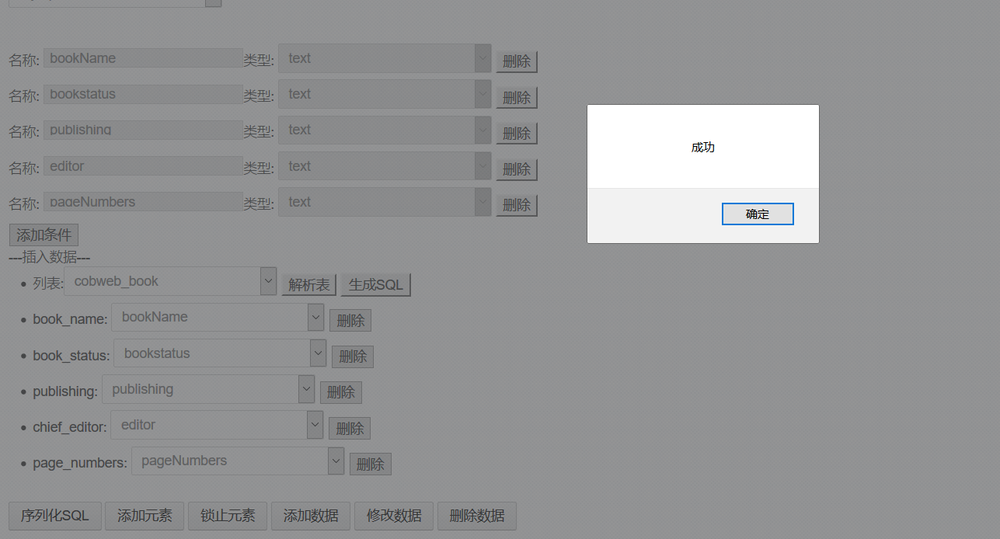 名称: bookName 类型: text 删除
名称: bookstatus 类型: text 删除
名称: publishing 类型: text 删除
名称: editor 类型: text 删除
名称: pageNumbers 类型: text 删除
成功
确定
添加条件
---插入数据---
• 列表: cobweb_book 解析表 生成SQL
• book_name: bookName 删除
• book_status: bookstatus 删除
• publishing: publishing 删除
• chief_editor: editor 删除
• page_numbers: pageNumbers 删除
序列化SQL 添加元素 锁止元素 添加数据 修改数据 删除数据